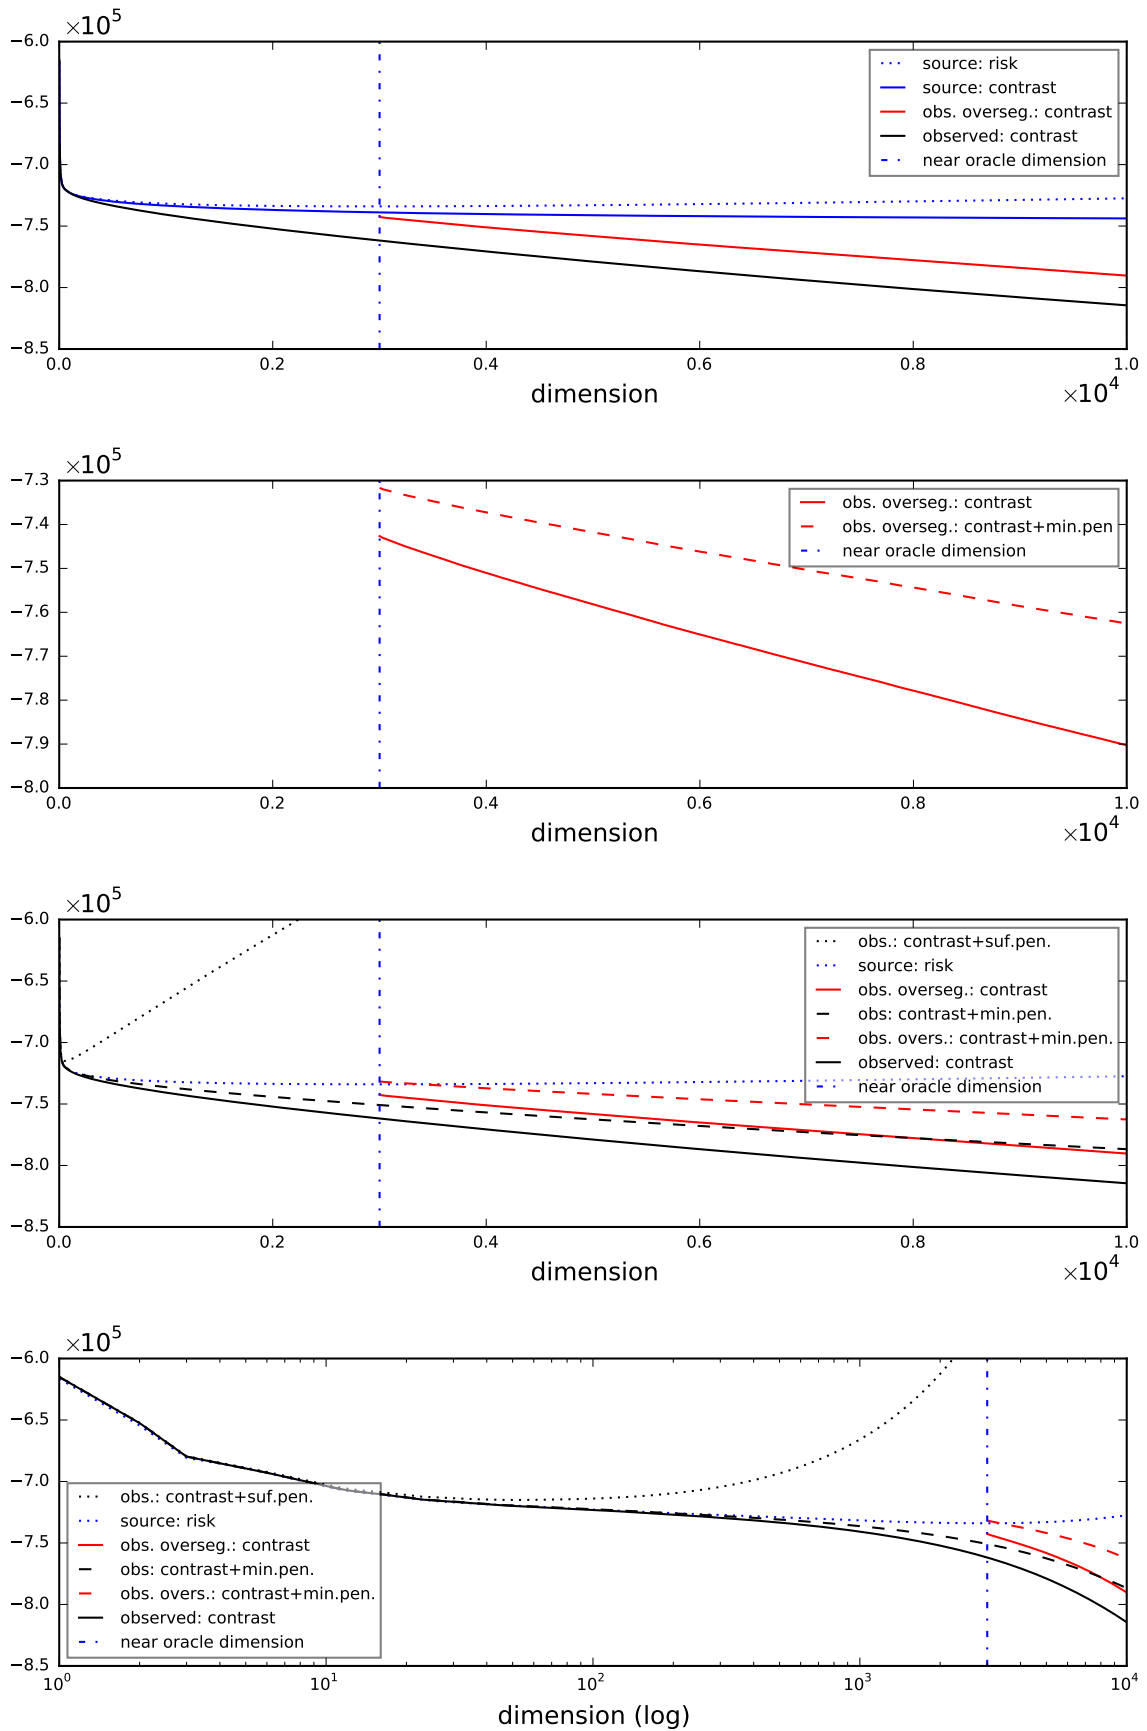 ×10^5
−6.0
−6.5
−7.0
−7.5
−8.0
−8.5
source: risk
source: contrast
obs. overseg.: contrast
observed: contrast
near oracle dimension
0.0 0.2 0.4 0.6 0.8 1.0
dimension
×10^4
×10^5
−7.3
−7.4
−7.5
−7.6
−7.7
−7.8
−7.9
−8.0
obs. overseg.: contrast
obs. overseg.: contrast+min.pen
near oracle dimension
0.0 0.2 0.4 0.6 0.8 1.0
dimension
×10^4
×10^5
−6.0
−6.5
−7.0
−7.5
−8.0
−8.5
obs.: contrast+suf.pen.
source: risk
obs. overseg.: contrast
obs: contrast+min.pen.
obs. overs.: contrast+min.pen.
observed: contrast
near oracle dimension
0.0 0.2 0.4 0.6 0.8 1.0
dimension
×10^4
×10^5
−6.0
−6.5
−7.0
−7.5
−8.0
−8.5
obs.: contrast+suf.pen.
source: risk
obs. overseg.: contrast
obs: contrast+min.pen.
obs. overs.: contrast+min.pen.
observed: contrast
near oracle dimension
10^0 10^1 10^2 10^3 10^4
dimension (log)